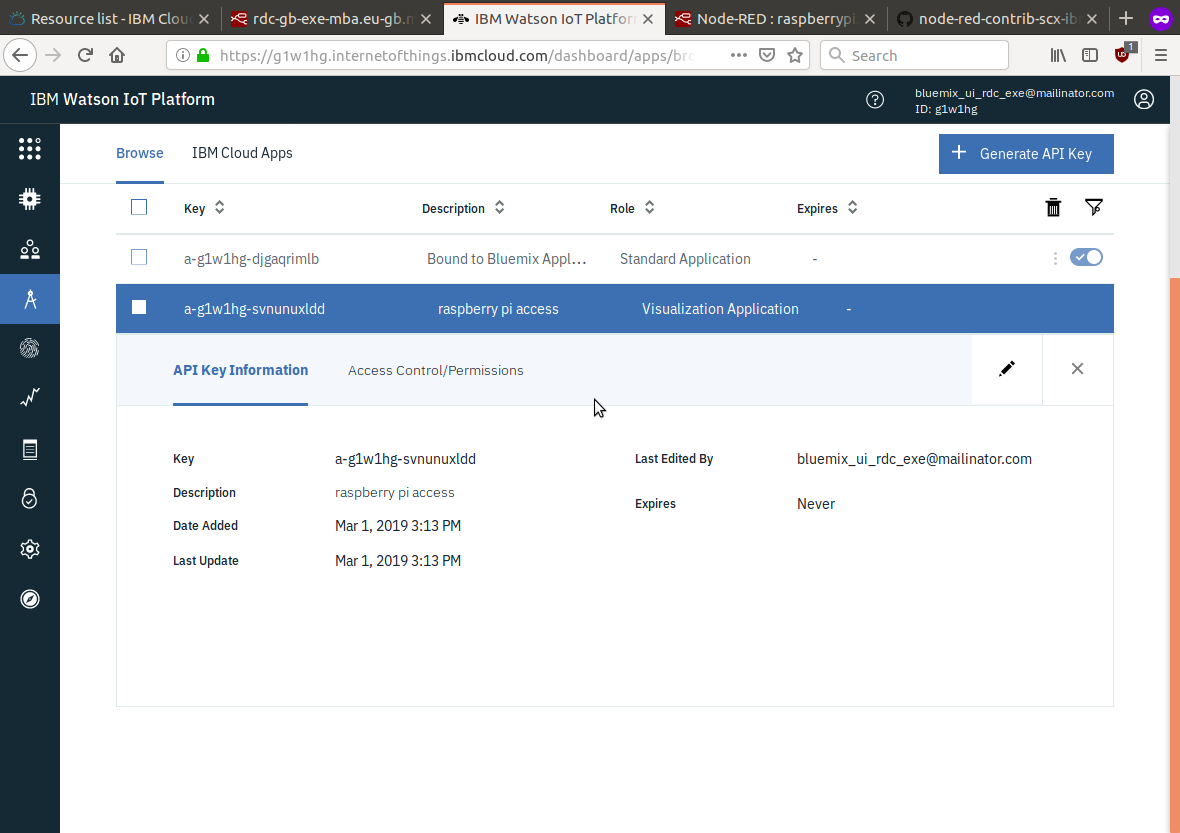 Resource list - IBM Clou
rdc-gb-exe-mba.eu-gb.m
IBM Watson IoT Platfor
Node-RED : raspberrypi
node-red-contrib-scx-ib
https://g1w1hg.internetofthings.ibmcloud.com/dashboard/apps/bro
Search
1
IBM Watson IoT Platform
bluemix_ui_rdc_exe@mailinator.com
ID: g1w1hg
Browse
IBM Cloud Apps
+ Generate API Key
Key
Description
Role
Expires
a-g1w1hg-djgaqrimlb
Bound to Bluemix Appl...
Standard Application
-
a-g1w1hg-svnunuxldd
raspberry pi access
Visualization Application
-
API Key Information
Access Control/Permissions
Key
a-g1w1hg-svnunuxldd
Description
raspberry pi access
Date Added
Mar 1, 2019 3:13 PM
Last Update
Mar 1, 2019 3:13 PM
Last Edited By
bluemix_ui_rdc_exe@mailinator.com
Expires
Never